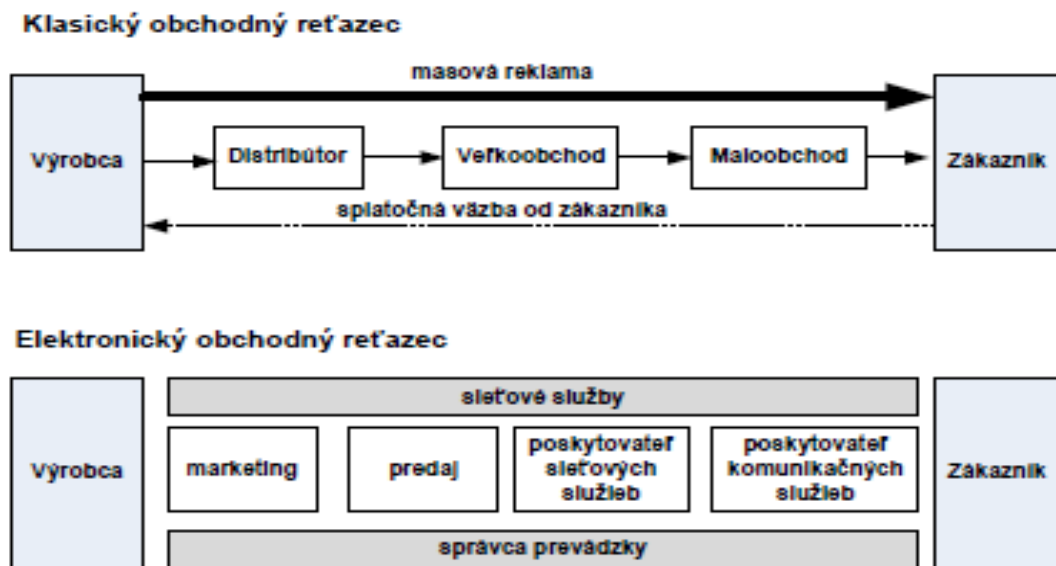 Klasický obchodný reťazec
masová reklama
Výrobca
Distribútor
Veľkoobchod
Maloobchod
Zákazník
splatočná väzba od zákazníka
Elektronický obchodný reťazec
sieťové služby
Výrobca
marketing
predaj
poskytovateľ
sieťových
služieb
poskytovateľ
komunikačných
služieb
Zákazník
správca prevádzky